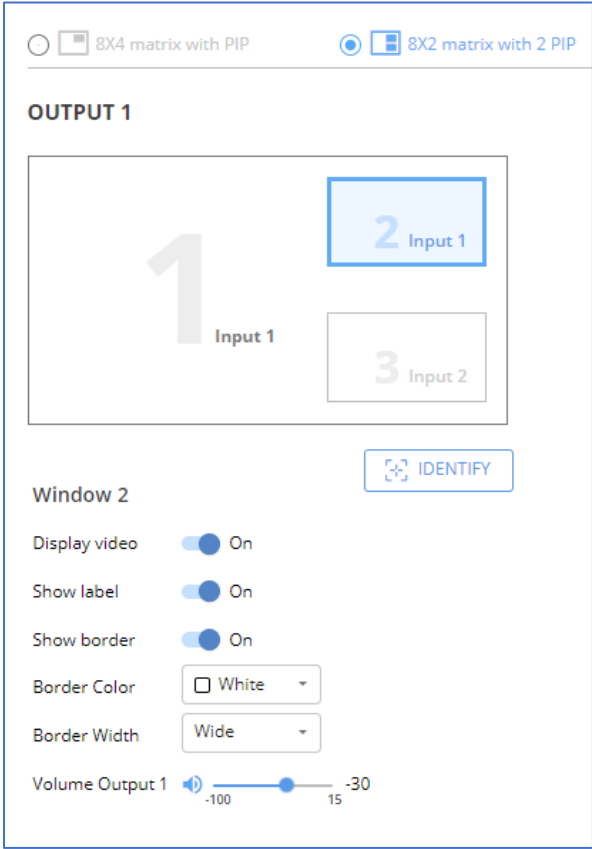 8X4 matrix with PIP
8X2 matrix with 2 PIP
OUTPUT 1
1 Input 1
2 Input 1
3 Input 2
IDENTIFY
Window 2
Display video On
Show label On
Show border On
Border Color White
Border Width Wide
Volume Output 1 -30
-100 15